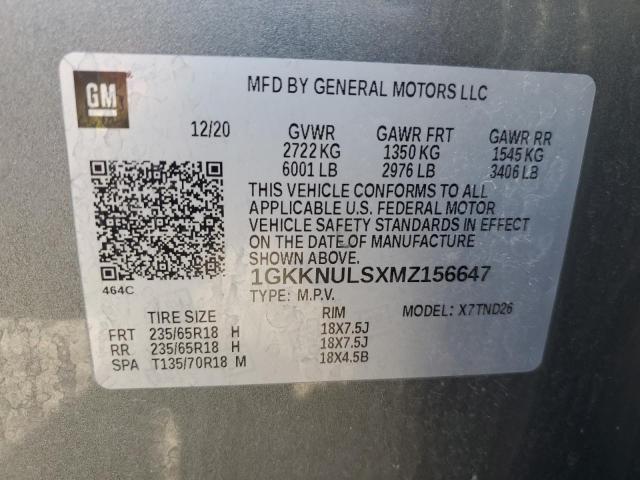 GM
MFD BY GENERAL MOTORS LLC
12/20 GVWR GAWR FRT GAWR RR
2722 KG 1350 KG 1545 KG
6001 LB 2976 LB 3406 LB
THIS VEHICLE CONFORMS TO ALL
APPLICABLE U.S. FEDERAL MOTOR
VEHICLE SAFETY STANDARDS IN EFFECT
ON THE DATE OF MANUFACTURE
SHOWN ABOVE.
464C
1GKKNULSXMZ156647
TYPE: M.P.V. MODEL: X7TND26
TIRE SIZE RIM
FRT 235/65R18 H 18X7.5J
RR 235/65R18 H 18X7.5J
SPA T135/70R18 M 18X4.5B